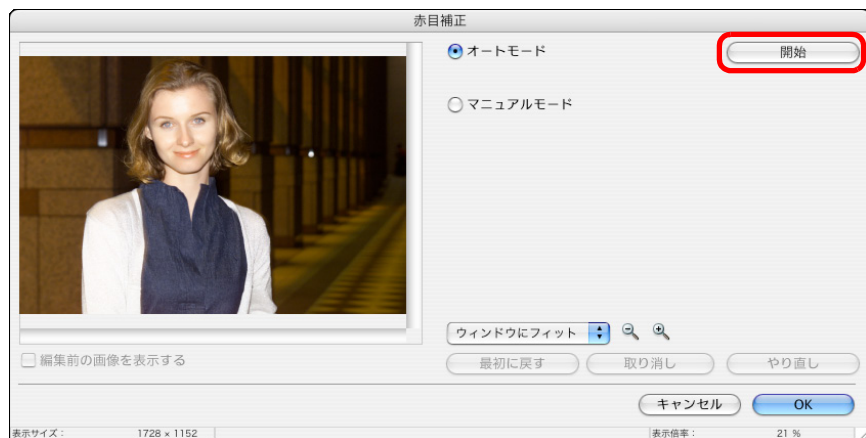 赤目補正
オートモード
開始
マニュアルモード
ウィンドウにフィット
編集前の画像を表示する
最初に戻す
取り消し
やり直し
キャンセル
OK
表示サイズ： 1728 × 1152
表示倍率： 21 %